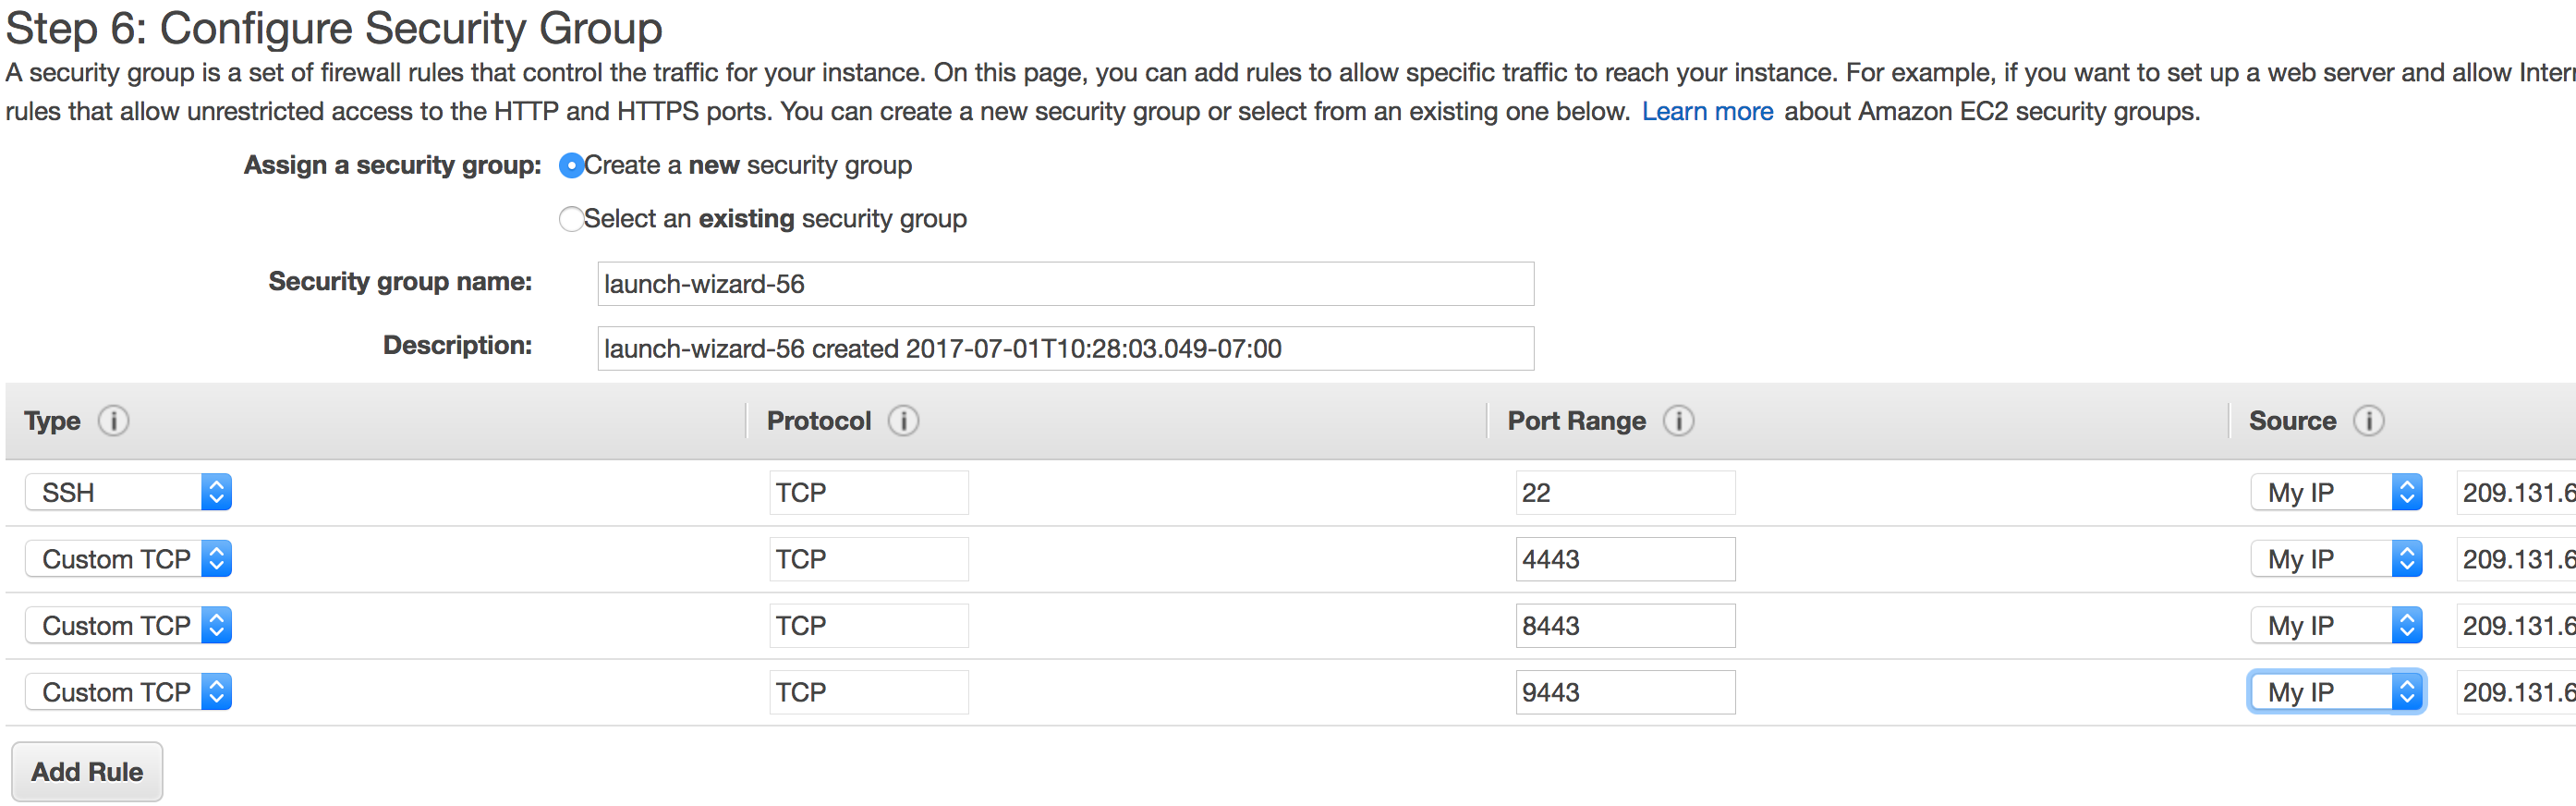 Step 6: Configure Security Group
A security group is a set of firewall rules that control the traffic for your instance. On this page, you can add rules to allow specific traffic to reach your instance. For example, if you want to set up a web server and allow
rules that allow unrestricted access to the HTTP and HTTPS ports. You can create a new security group or select from an existing one below. Learn more about Amazon EC2 security groups.
Assign a security group: Create a new security group
Select an existing security group
Security group name: launch-wizard-56
Description: launch-wizard-56 created 2017-07-01T10:28:03.049-07:00
Type Protocol Port Range Source
SSH TCP 22 My IP 209.131.6
Custom TCP TCP 4443 My IP 209.131.6
Custom TCP TCP 8443 My IP 209.131.6
Custom TCP TCP 9443 My IP 209.131.6
Add Rule